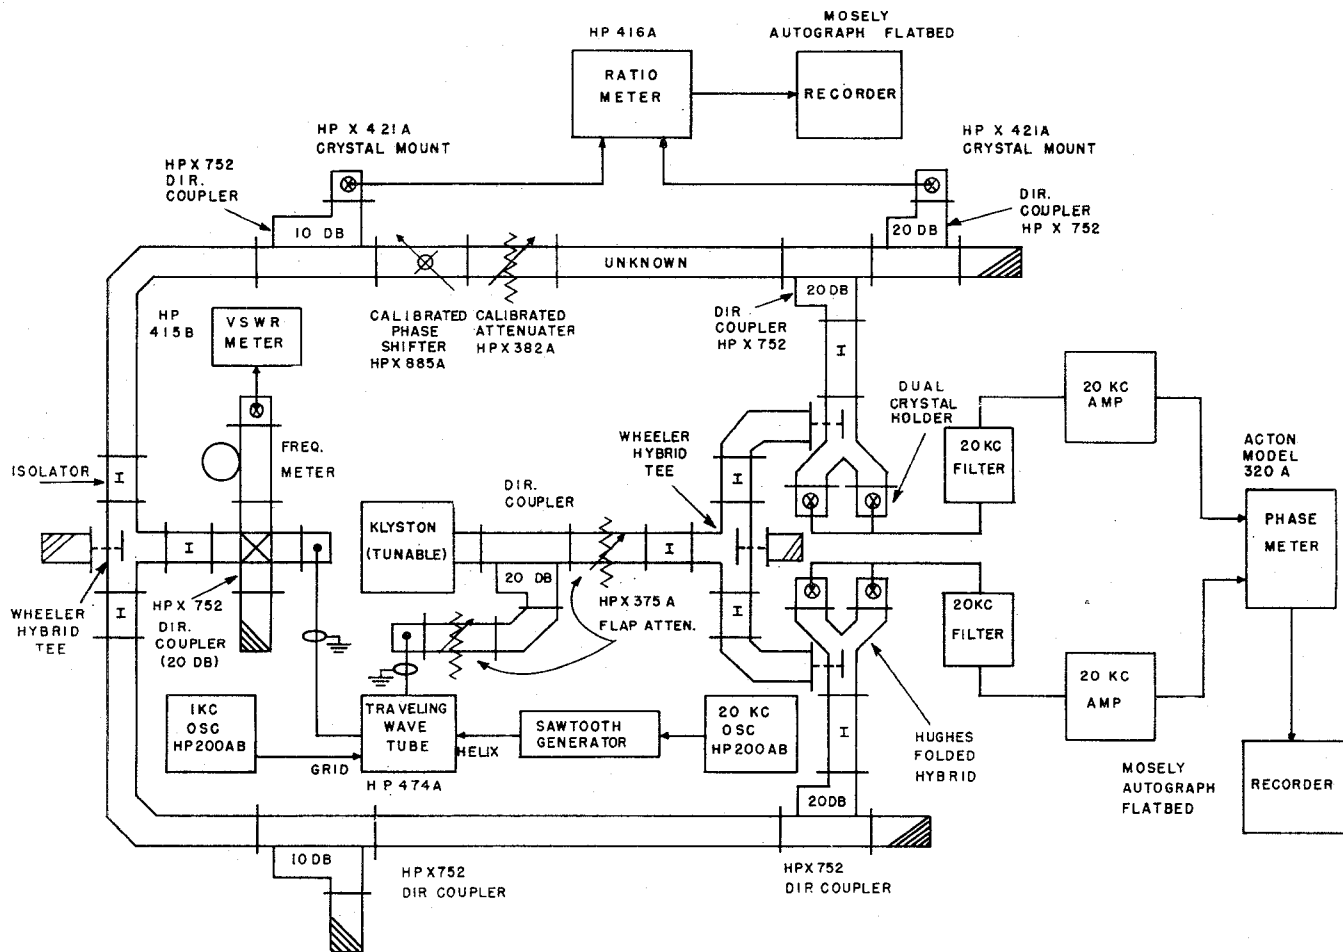 MOSELY
AUTOGRAPH FLATBED
HP 416A
RATIO
METER
RECORDER
HP X 421A
CRYSTAL MOUNT
HP X 421A
CRYSTAL MOUNT
HPX 752
DIR.
COUPLER
10 DB
20 DB
DIR.
COUPLER
HP X 752
UNKNOWN
20 DB
HP
415B
VSWR
METER
CALIBRATED
PHASE
SHIFTER
HPX 885A
CALIBRATED
ATTENUATER
HPX 382A
DIR
COUPLER
HPX 752
I
DUAL
CRYSTAL
HOLDER
20 KC
AMP
FREQ.
METER
WHEELER
HYBRID
TEE
20 KC
FILTER
ACTON
MODEL
320 A
ISOLATOR
I
I
DIR.
COUPLER
KLYSTON
(TUNABLE)
I
I
PHASE
METER
20 DB
WHEELER
HYBRID
TEE
I
HPX 752
DIR.
COUPLER
(20 DB)
HPX 375 A
FLAP ATTEN.
I
20KC
FILTER
20 KC
AMP
1KC
OSC
HP200AB
TRAVELING
WAVE
TUBE
SAWTOOTH
GENERATOR
20 KC
OSC
HP200AB
GRID
HELIX
HP 474A
I
HUGHES
FOLDED
HYBRID
MOSELY
AUTOGRAPH
FLATBED
RECORDER
20DB
10 DB
HPX752
DIR COUPLER
HPX752
DIR COUPLER